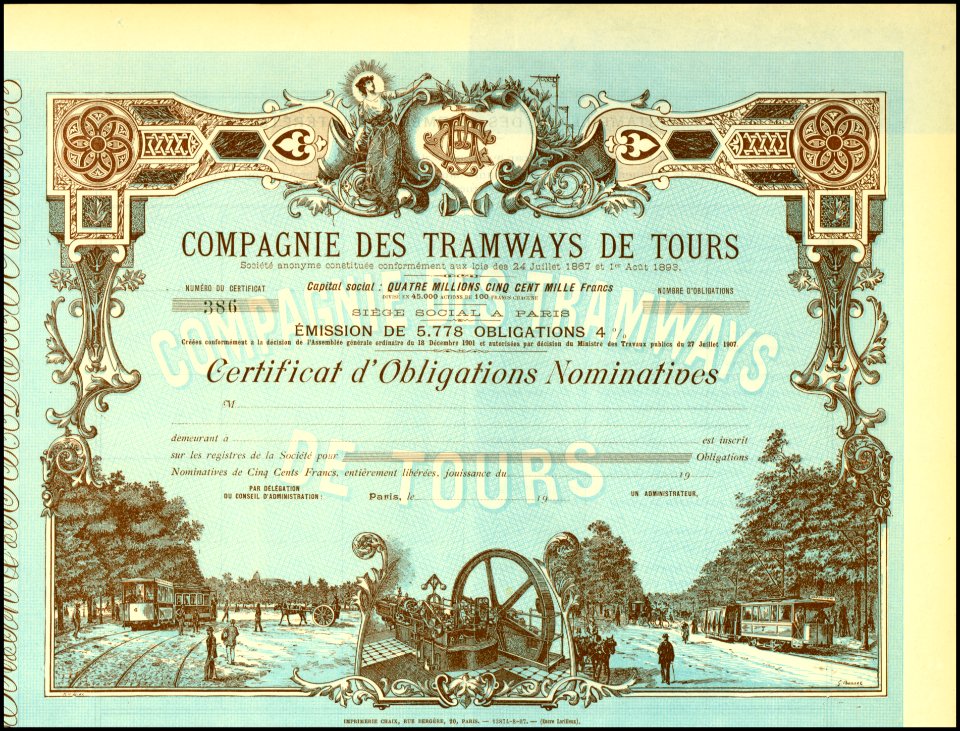 COMPAGNIE DES TRAMWAYS DE TOURS
Société anonyme constituée conformément aux lois des 24 Juillet 1867 et 1er Août 1893.
Capital social : QUATRE MILLIONS CINQ CENT MILLE Francs
DIVISÉ EN 45.000 ACTIONS DE 100 FRANCS CHACUNE
NUMÉRO DU CERTIFICAT
386
NOMBRE D'OBLIGATIONS
SIÈGE SOCIAL A PARIS
ÉMISSION DE 5.778 OBLIGATIONS 4 %
Créées conformément à la décision de l'Assemblée générale ordinaire du 18 Décembre 1901 et autorisées par décision du Ministre des Travaux publics du 27 Juillet 1907.
COMPAGNIE DES TRAMWAYS
DE TOURS
Certificat d'Obligations Nominatives
M
demeurant à est inscrit
sur les registres de la Société pour Obligations
Nominatives de Cinq Cents Francs, entièrement libérées, jouissance du 19
PAR DÉLÉGATION
DU CONSEIL D'ADMINISTRATION :
Paris, le 19
UN ADMINISTRATEUR,
IMPRIMERIE CHAIX, RUE BERGÈRE, 20, PARIS. — 13874-8-07. — (Encre Lorilleux).